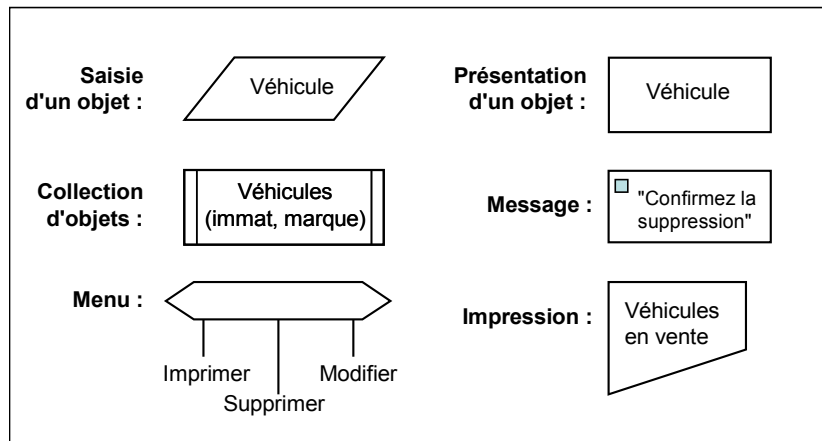 Saisie
d'un objet :
Véhicule
Présentation
d'un objet :
Véhicule
Collection
d'objets :
Véhicules
(immat, marque)
Message :
"Confirmez la
suppression"
Menu :
Imprimer
Supprimer
Modifier
Impression :
Véhicules
en vente